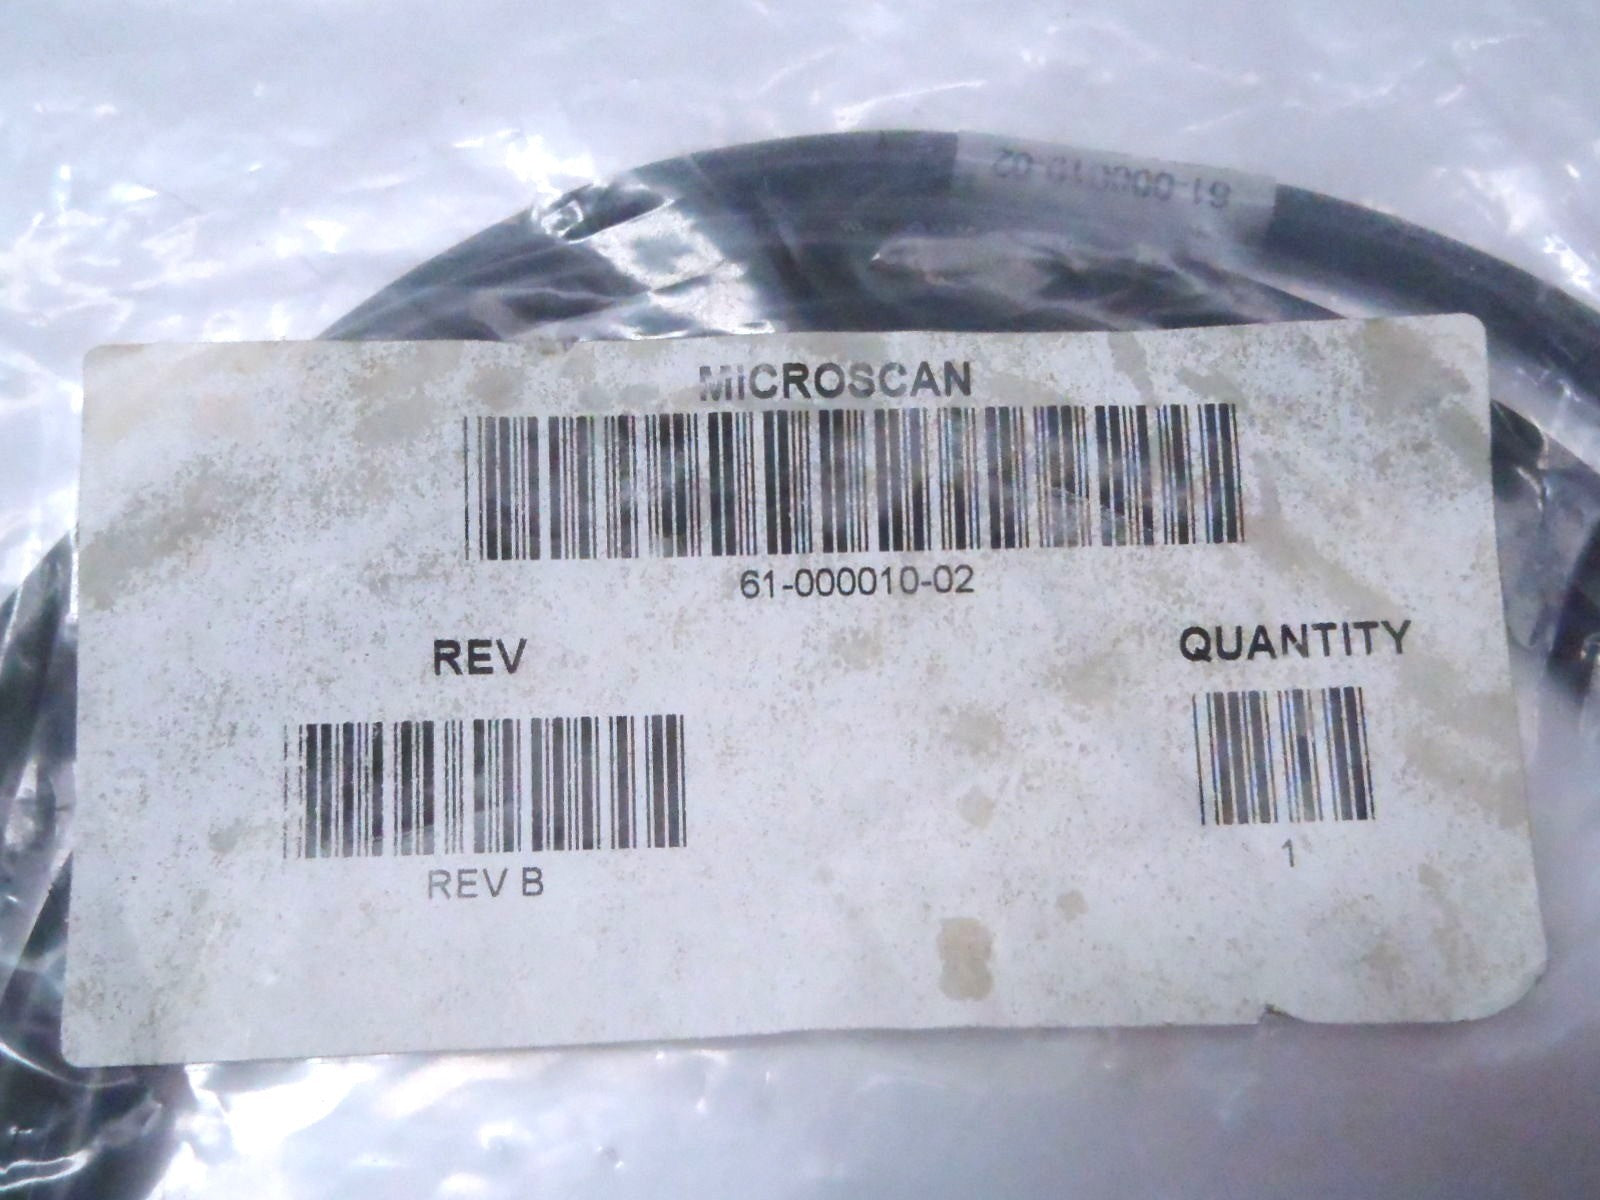 61-000010-02
MICROSCAN
61-000010-02
REV
QUANTITY
REV B
1